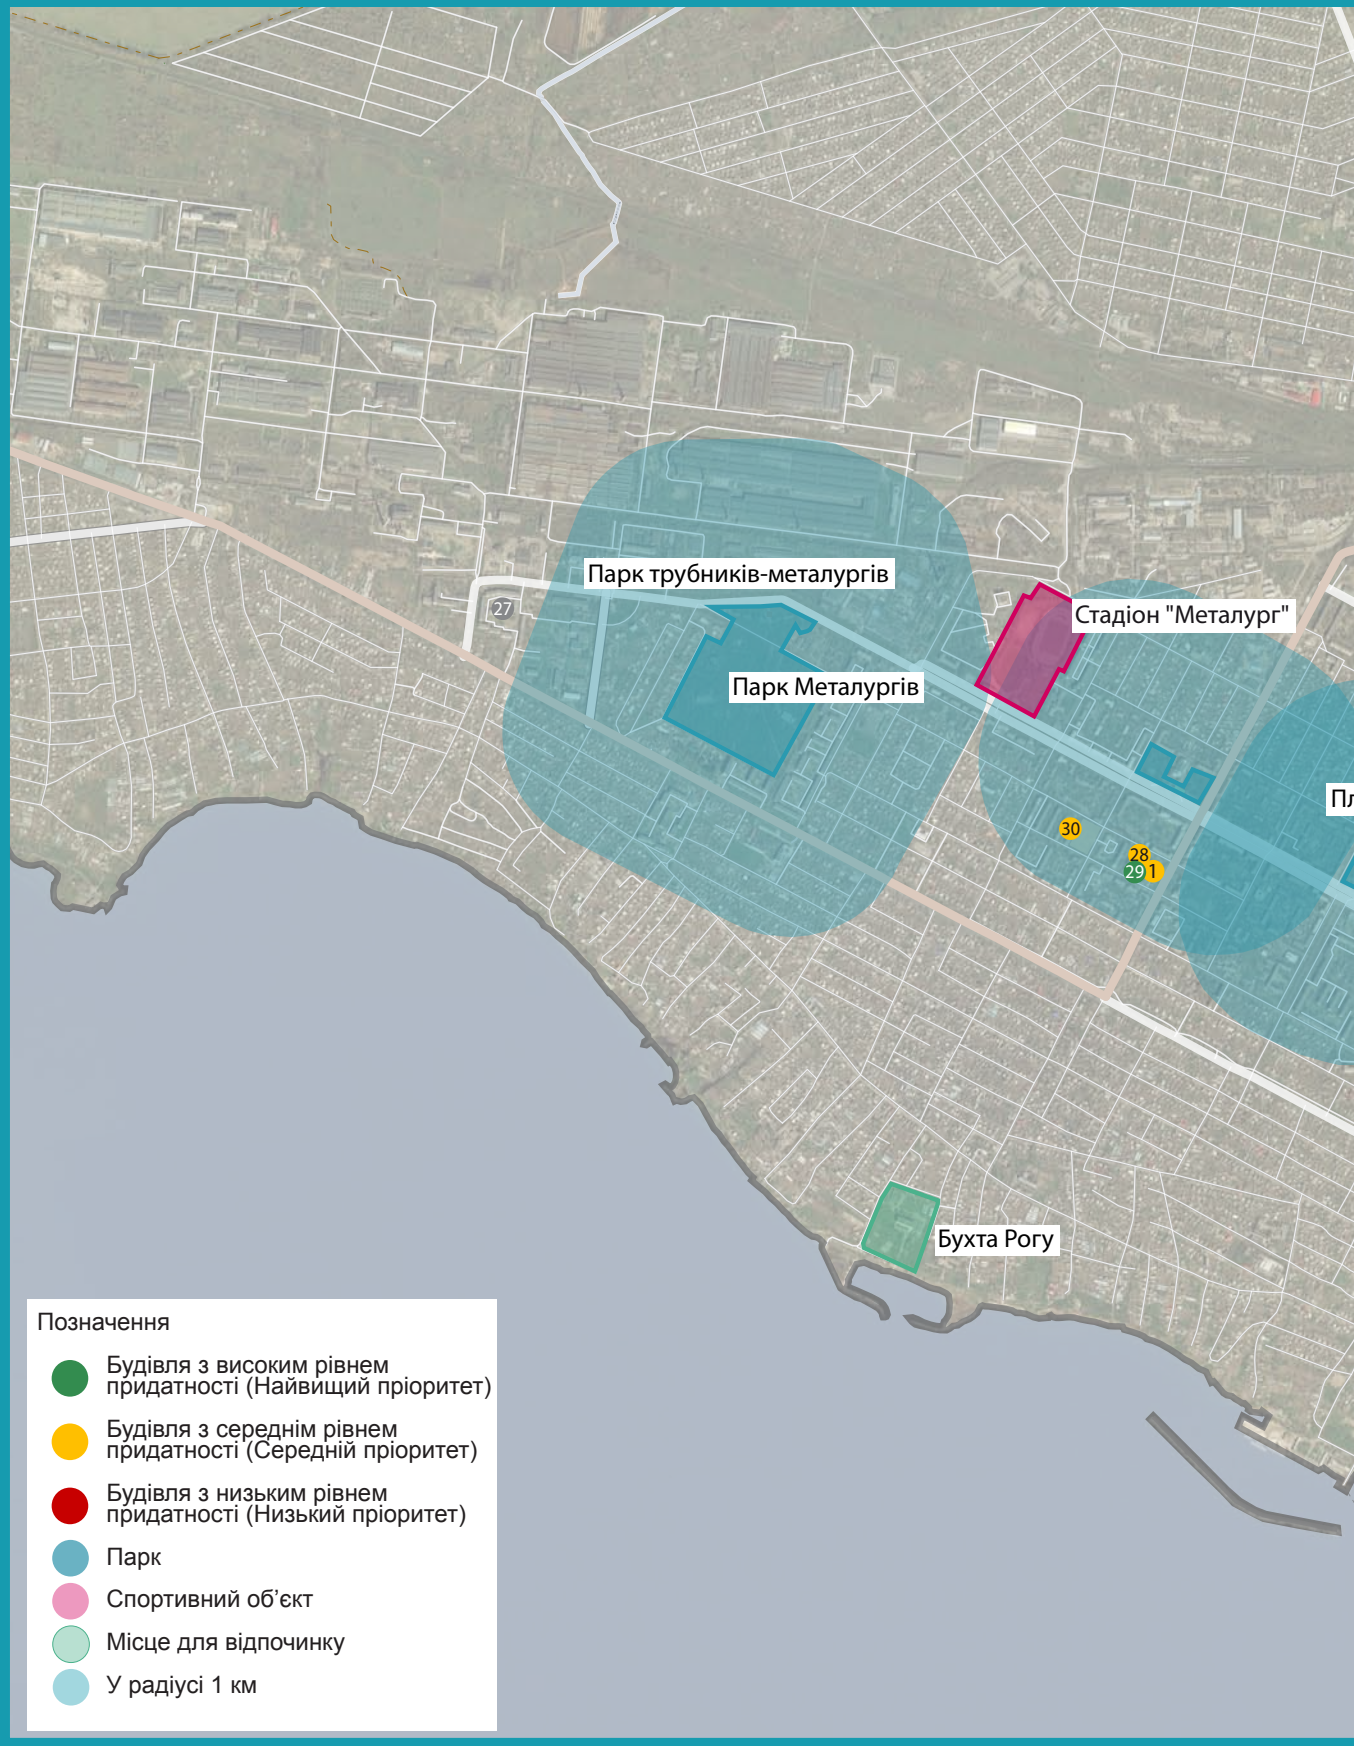 Парк трубників-металургів
27
Стадіон "Металург"
Парк Металургів
Пл
30
28
29
1
Бухта Рогу
Позначення
Будівля з високим рівнем
придатності (Найвищий пріоритет)
Будівля з середнім рівнем
придатності (Середній пріоритет)
Будівля з низьким рівнем
придатності (Низький пріоритет)
Парк
Спортивний об’єкт
Місце для відпочинку
У радіусі 1 км